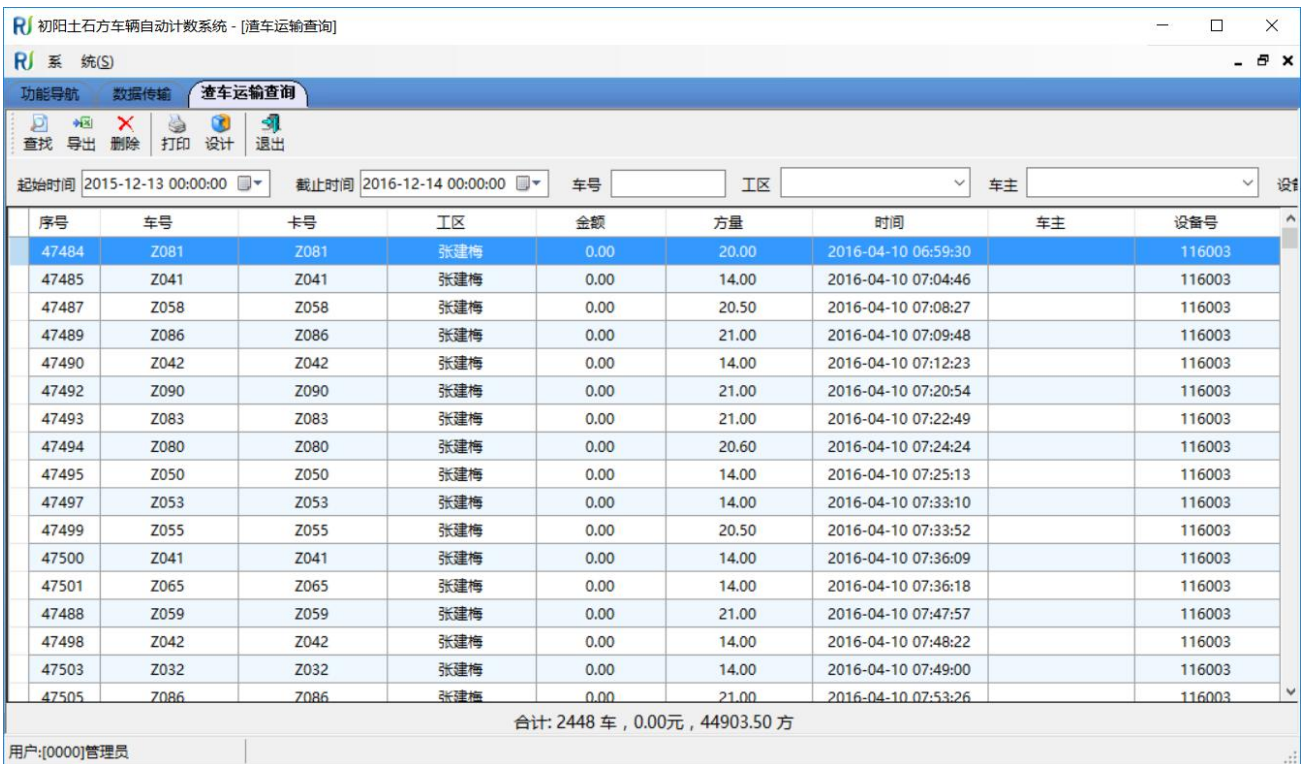 初阳土石方车辆自动计数系统 - [渣车运输查询]
系 统(S)
功能导航 数据传输 渣车运输查询
查找 导出 删除 打印 设计 退出
起始时间 2015-12-13 00:00:00 截止时间 2016-12-14 00:00:00 车号 工区 车主
序号 车号 卡号 工区 金额 方量 时间 车主 设备号
47484 Z081 Z081 张建梅 0.00 20.00 2016-04-10 06:59:30 116003
47485 Z041 Z041 张建梅 0.00 14.00 2016-04-10 07:04:46 116003
47487 Z058 Z058 张建梅 0.00 20.50 2016-04-10 07:08:27 116003
47489 Z086 Z086 张建梅 0.00 21.00 2016-04-10 07:09:48 116003
47490 Z042 Z042 张建梅 0.00 14.00 2016-04-10 07:12:23 116003
47492 Z090 Z090 张建梅 0.00 21.00 2016-04-10 07:20:54 116003
47493 Z083 Z083 张建梅 0.00 21.00 2016-04-10 07:22:49 116003
47494 Z080 Z080 张建梅 0.00 20.60 2016-04-10 07:24:24 116003
47495 Z050 Z050 张建梅 0.00 14.00 2016-04-10 07:25:13 116003
47497 Z053 Z053 张建梅 0.00 14.00 2016-04-10 07:33:10 116003
47499 Z055 Z055 张建梅 0.00 20.50 2016-04-10 07:33:52 116003
47500 Z041 Z041 张建梅 0.00 14.00 2016-04-10 07:36:09 116003
47501 Z065 Z065 张建梅 0.00 14.00 2016-04-10 07:36:18 116003
47488 Z059 Z059 张建梅 0.00 21.00 2016-04-10 07:47:57 116003
47498 Z042 Z042 张建梅 0.00 14.00 2016-04-10 07:48:22 116003
47503 Z032 Z032 张建梅 0.00 14.00 2016-04-10 07:49:00 116003
47505 Z086 Z086 张建梅 0.00 21.00 2016-04-10 07:53:26 116003
合计: 2448 车，0.00元，44903.50 方
用户:[0000]管理员